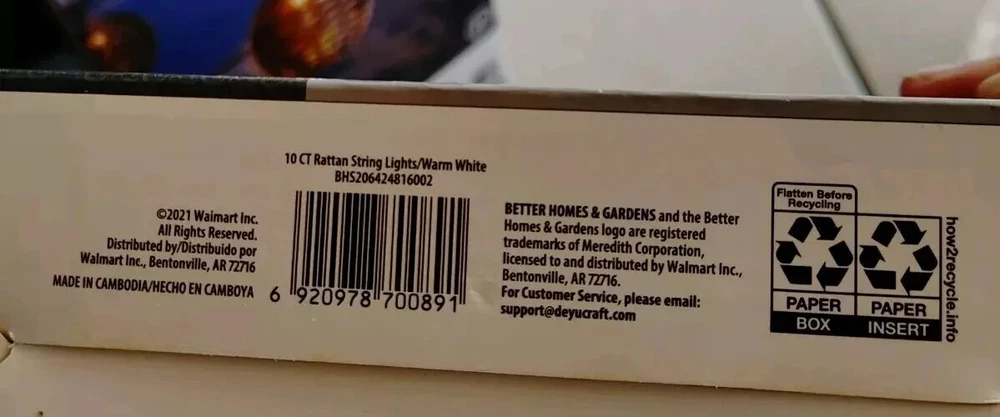 10 CT Rattan String Lights/Warm White
BHS206424816002
©2021 Walmart Inc.
All Rights Reserved.
Distributed by/Distribuido por
Walmart Inc., Bentonville, AR 72716
MADE IN CAMBODIA/HECHO EN CAMBOYA
6 920978 700891
BETTER HOMES & GARDENS and the Better
Homes & Gardens logo are registered
trademarks of Meredith Corporation,
licensed to and distributed by Walmart Inc.,
Bentonville, AR 72716.
For Customer Service, please email:
support@deyucraft.com
Flatten Before
Recycling
PAPER
BOX
PAPER
INSERT
how2recycle.info